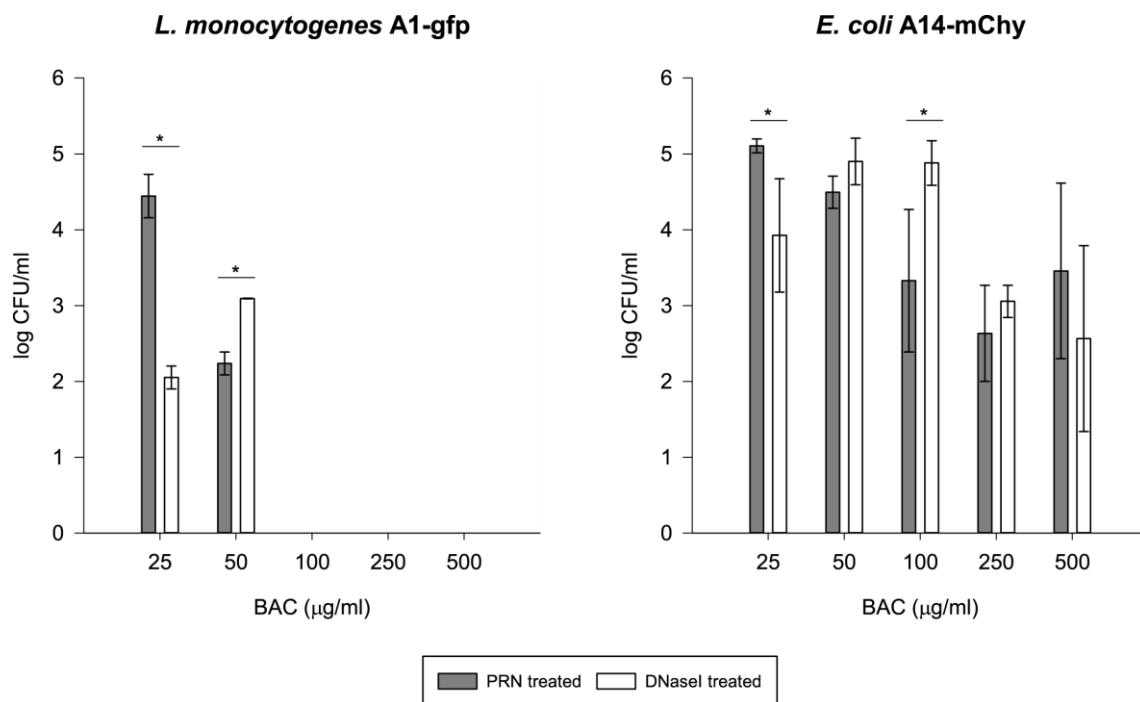 L. monocytogenes A1-gfp
6
5
4
3
2
1
0
log CFU/ml
*
*
25 50 100 250 500
BAC (μg/ml)
E. coli A14-mChy
6
5
4
3
2
1
0
log CFU/ml
* *
25 50 100 250 500
BAC (μg/ml)
PRN treated DNaseI treated